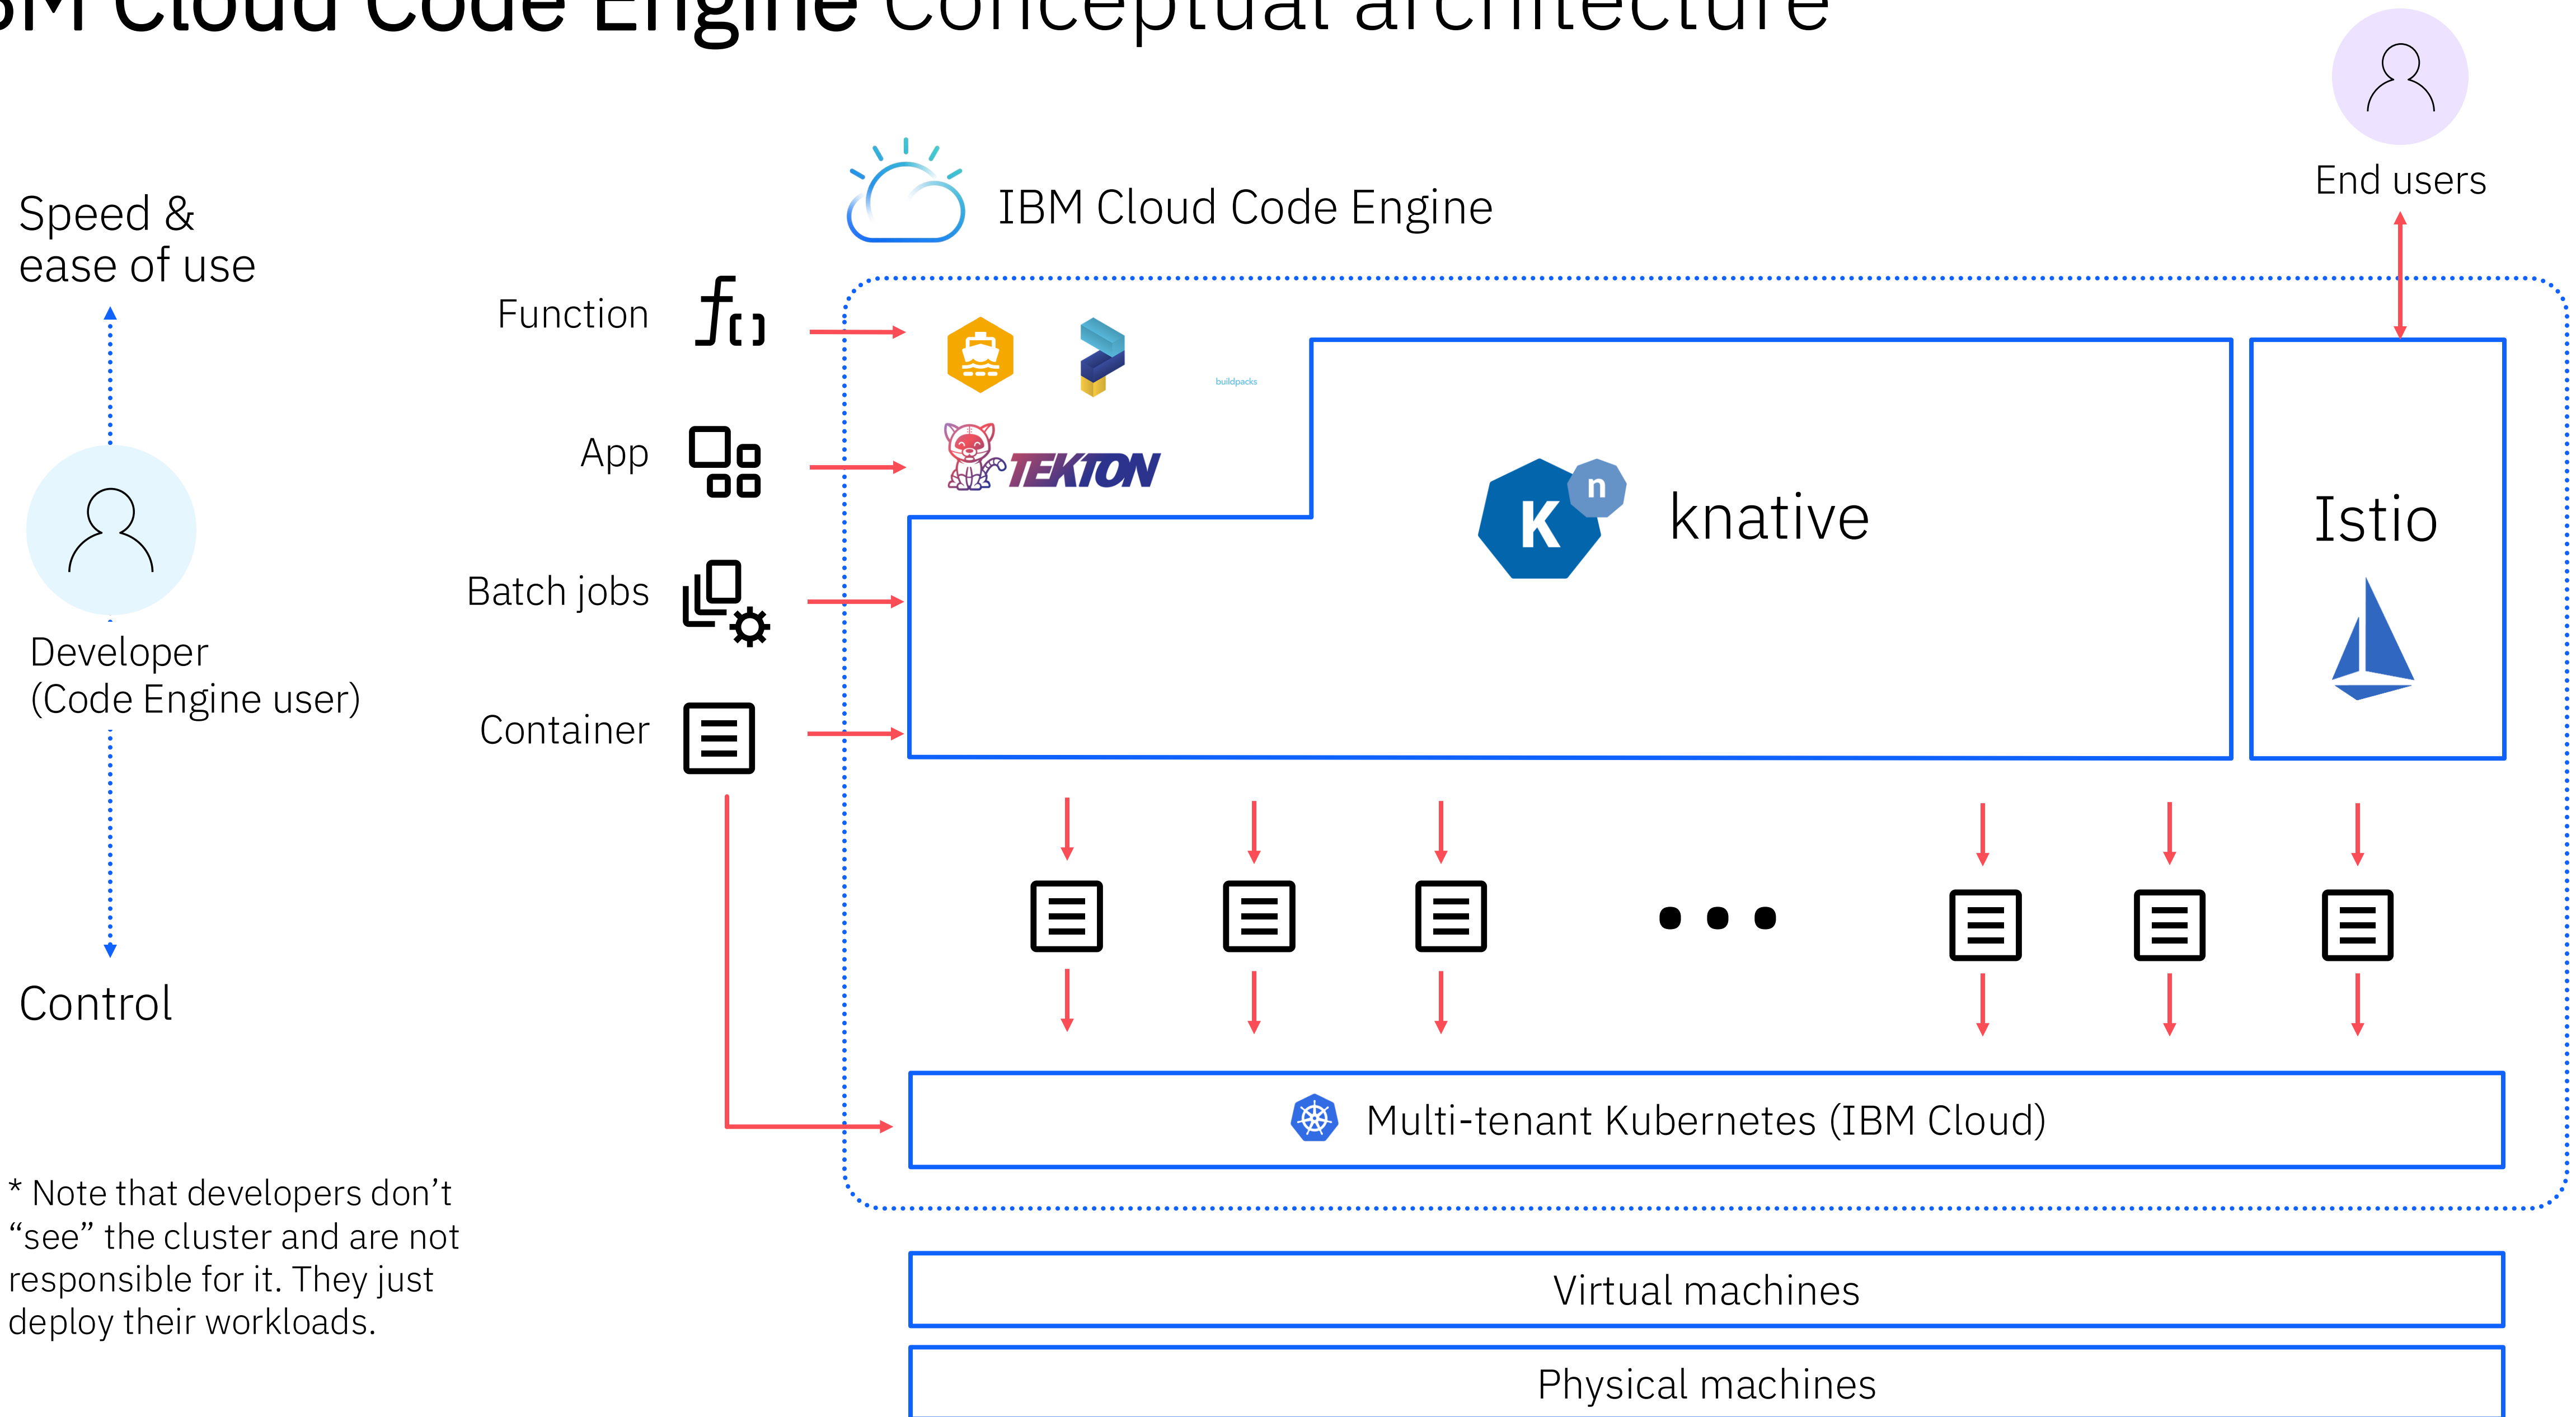 BM Cloud Code Engine Conceptual architecture
End users
IBM Cloud Code Engine
Speed &
ease of use
Function
buildpacks
App
TEKTON
K
n
knative
Istio
Batch jobs
Developer
(Code Engine user)
Container
Control
Multi-tenant Kubernetes (IBM Cloud)
* Note that developers don’t
“see” the cluster and are not
responsible for it. They just
deploy their workloads.
Virtual machines
Physical machines